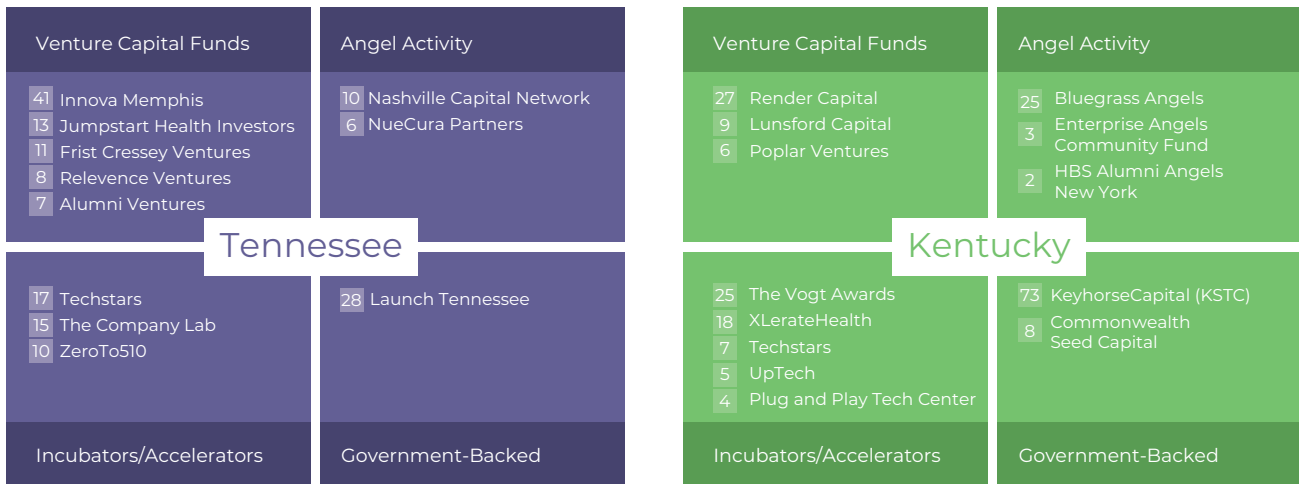 Venture Capital Funds
41 Innova Memphis
13 Jumpstart Health Investors
11 Frist Cressey Ventures
8 Relevence Ventures
7 Alumni Ventures
Angel Activity
10 Nashville Capital Network
6 NueCura Partners
Tennessee
17 Techstars
15 The Company Lab
10 ZeroTo510
Incubators/Accelerators
28 Launch Tennessee
Government-Backed
Venture Capital Funds
27 Render Capital
9 Lunsford Capital
6 Poplar Ventures
Angel Activity
25 Bluegrass Angels
3 Enterprise Angels
Community Fund
2 HBS Alumni Angels
New York
Kentucky
25 The Vogt Awards
18 XLerateHealth
7 Techstars
5 UpTech
4 Plug and Play Tech Center
Incubators/Accelerators
73 KeyhorseCapital (KSTC)
8 Commonwealth
Seed Capital
Government-Backed